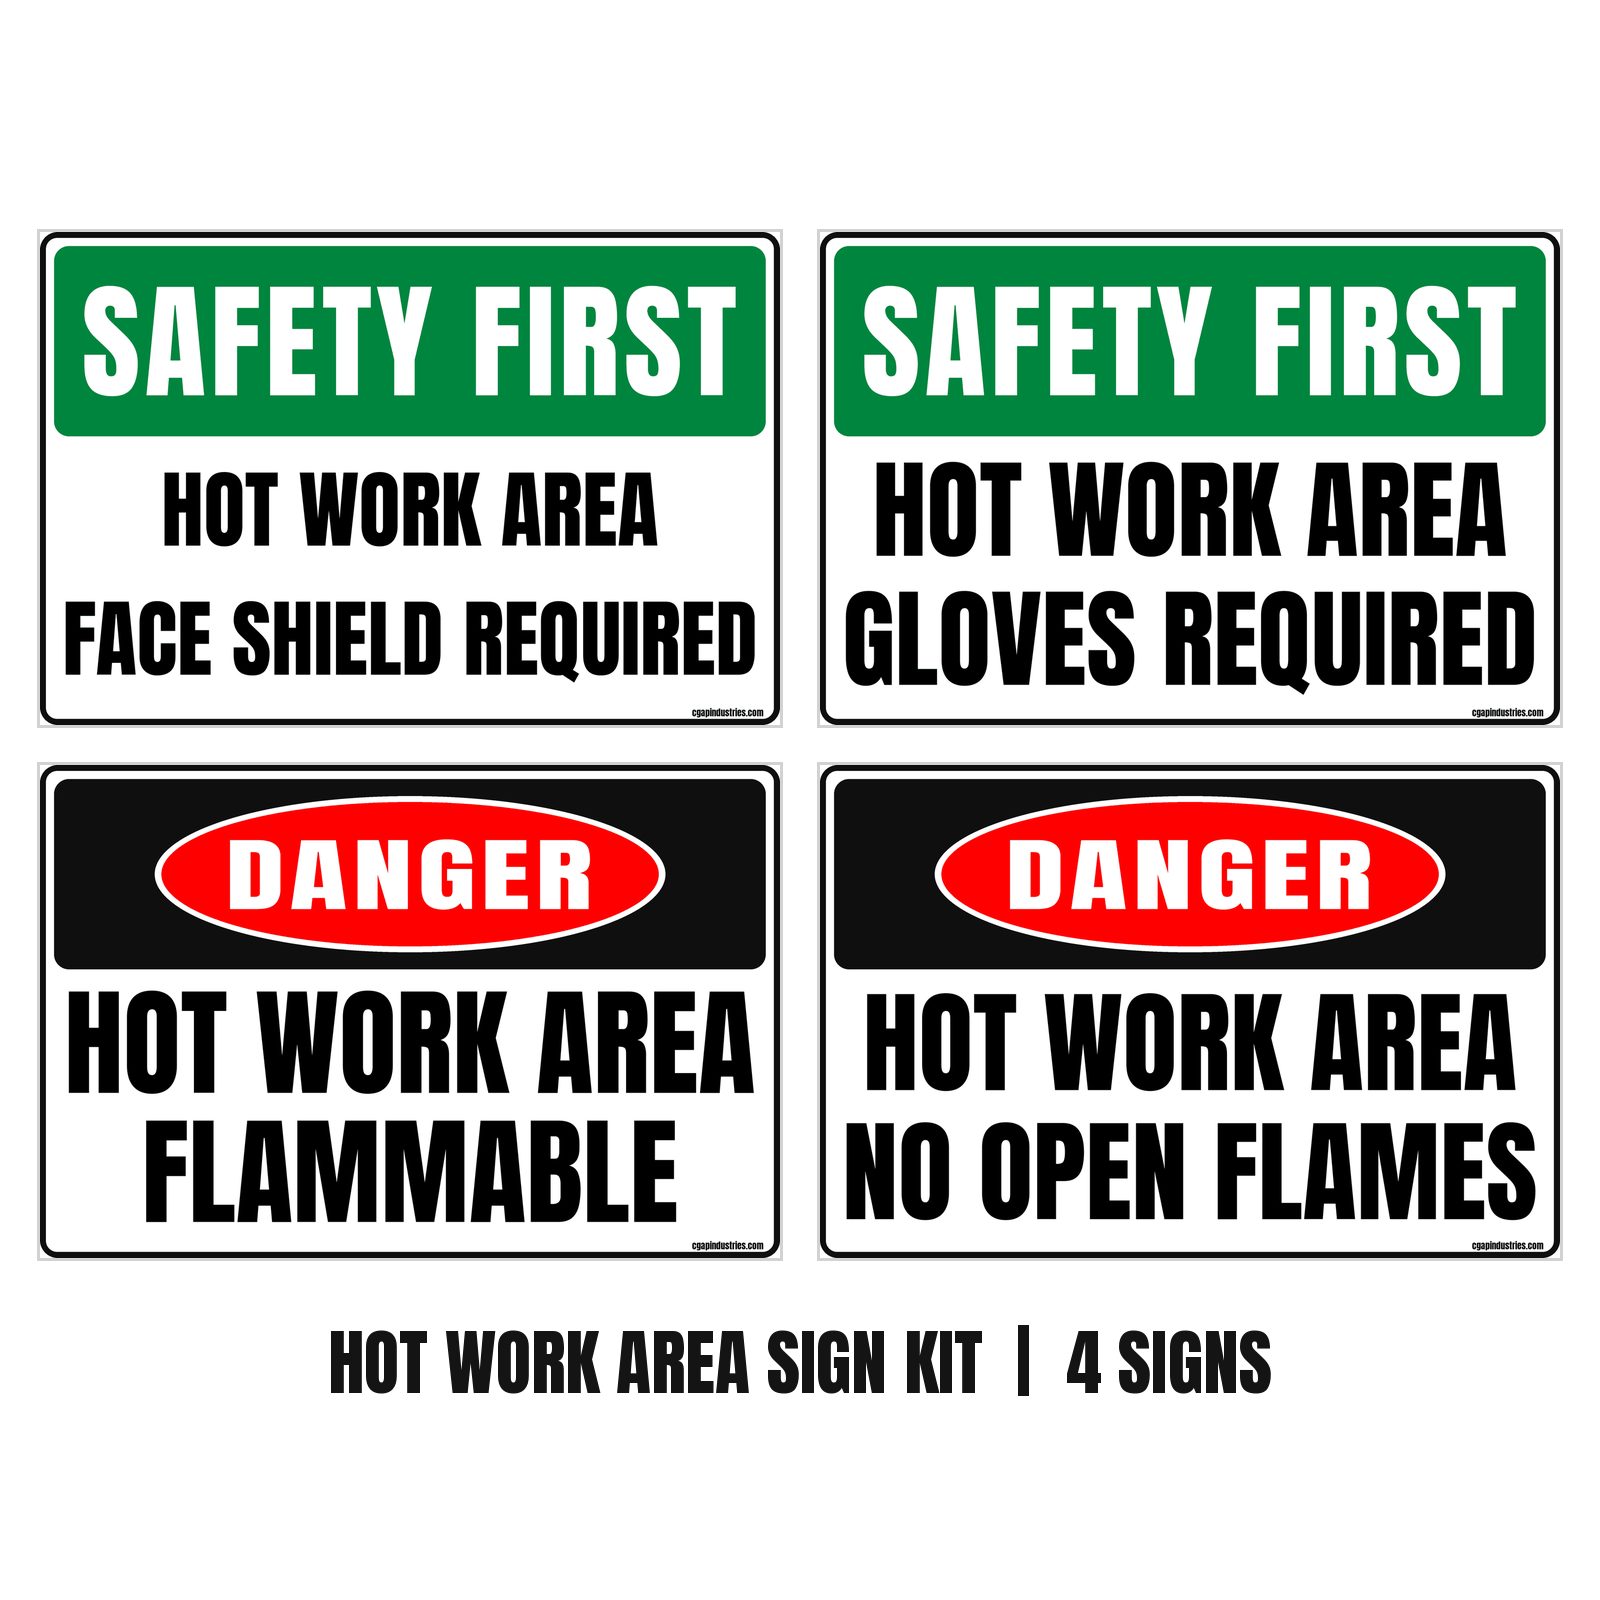 SAFETY FIRST
HOT WORK AREA
FACE SHIELD REQUIRED
cgapindustries.com
SAFETY FIRST
HOT WORK AREA
GLOVES REQUIRED
cgapindustries.com
DANGER
HOT WORK AREA
FLAMMABLE
cgapindustries.com
DANGER
HOT WORK AREA
NO OPEN FLAMES
cgapindustries.com
HOT WORK AREA SIGN KIT | 4 SIGNS